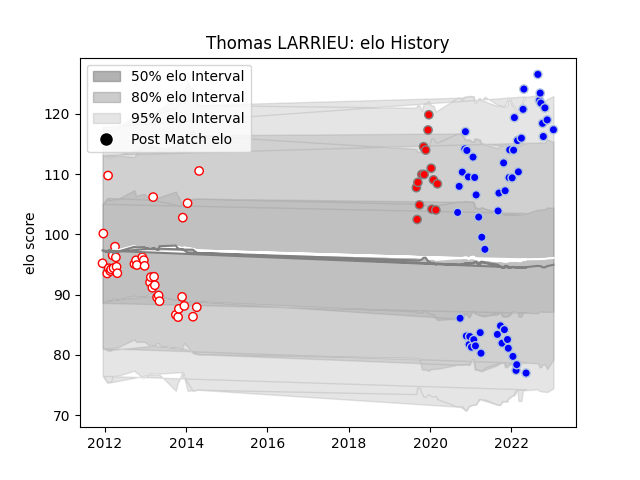 Thomas LARRIEU: elo History
50% elo Interval
80% elo Interval
95% elo Interval
Post Match elo
elo score
120
110
100
90
80
70
2012
2014
2016
2018
2020
2022